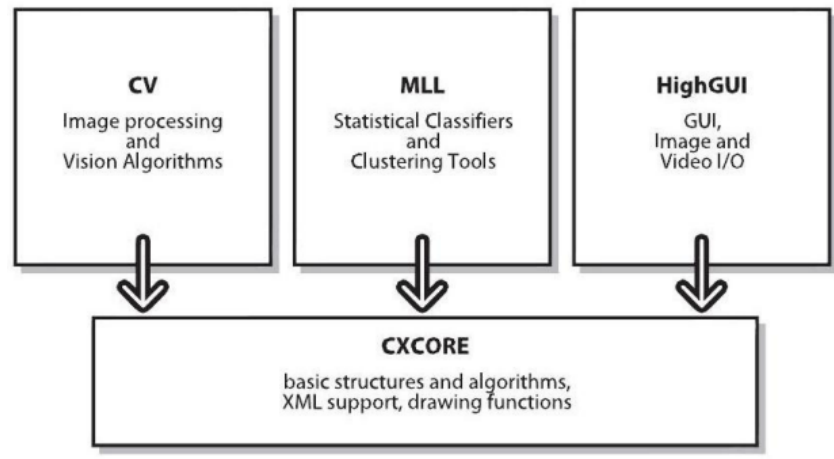 CV
Image processing
and
Vision Algorithms
MLL
Statistical Classifiers
and
Clustering Tools
HighGUI
GUI,
Image and
Video I/O
CXCORE
basic structures and algorithms,
XML support, drawing functions